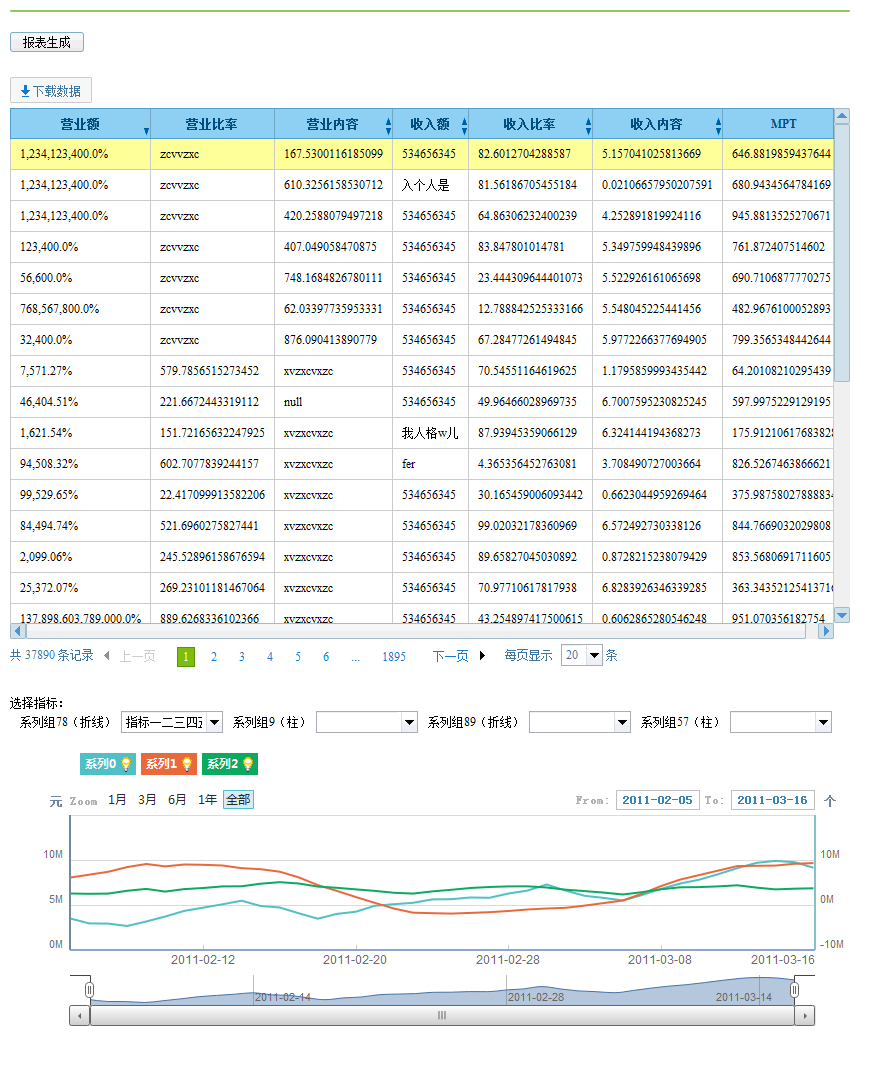 报表生成
下载数据
营业额 营业比率 营业内容 收入额 收入比率 收入内容 MPT
1,234,123,400.0% zcvvzxc 167.5300116185099 534656345 82.6012704288587 5.157041025813669 646.8819859437644
1,234,123,400.0% zcvvzxc 610.3256158530712 入个人是 81.56186705455184 0.02106657950207591 680.9434564784169
1,234,123,400.0% zcvvzxc 420.2588079497218 534656345 64.86306232400239 4.252891819924116 945.8813525270671
123,400.0% zcvvzxc 407.049058470875 534656345 83.847801014781 5.349759948439896 761.872407514602
56,600.0% zcvvzxc 748.1684826780111 534656345 23.444309644401073 5.522926161065698 690.7106877770275
768,567,800.0% zcvvzxc 62.03397735953331 534656345 12.788842525333166 5.548045225441456 482.9676100052893
32,400.0% zcvvzxc 876.090413890779 534656345 67.28477261494845 5.9772266377694905 799.3565348442644
7,571.27% 579.7856515273452 xvzxcvxzc 534656345 70.54551164619625 1.1795859993435442 64.20108210295439
46,404.51% 221.6672443319112 null 534656345 49.96466028969735 6.7007595230825245 597.9975229129195
1,621.54% 151.72165632247925 xvzxcvxzc 我人格w儿 87.93945359066129 6.324144194368273 175.91210617683828
94,508.32% 602.7077839244157 xvzxcvxzc fer 4.365356452763081 3.708490727003664 826.5267463866621
99,529.65% 22.417099913582206 xvzxcvxzc 534656345 30.165459006093442 0.6623044959269464 375.9875802788834
84,494.74% 521.6960275827441 xvzxcvxzc 534656345 99.02032178360969 6.572492730338126 844.7669032029808
2,099.06% 245.52896158676594 xvzxcvxzc 534656345 89.65827045030892 0.8728215238079429 853.5680691711605
25,372.07% 269.23101181467064 xvzxcvxzc 534656345 70.97710617817938 6.8283926346339285 363.3435212541371
137,898,603,789,000.0% 889.6268336102366 xvzxcvxzc 534656345 43.254897417500615 0.6062865280546248 951.070356182754
共 37890 条记录 上一页 1 2 3 4 5 6 ... 1895 下一页 每页显示 20 条
选择指标:
系列组78（折线） 指标一二三四五 系列组9（柱） 系列组89（折线） 系列组57（柱）
系列0 系列1 系列2
元 Zoom 1月 3月 6月 1年 全部 From: 2011-02-05 To: 2011-03-16 个
10M 10M
5M 0M
0M -10M
2011-02-12 2011-02-20 2011-02-28 2011-03-08 2011-03-16
2011-02-14 2011-02-28 2011-03-14